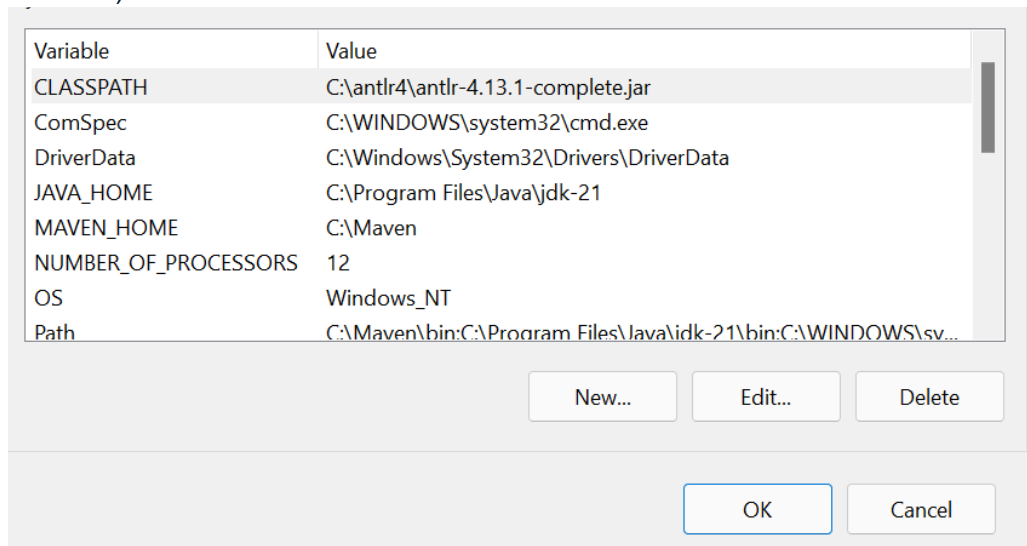 Variable Value
CLASSPATH C:\antlr4\antlr-4.13.1-complete.jar
ComSpec C:\WINDOWS\system32\cmd.exe
DriverData C:\Windows\System32\Drivers\DriverData
JAVA_HOME C:\Program Files\Java\jdk-21
MAVEN_HOME C:\Maven
NUMBER_OF_PROCESSORS 12
OS Windows_NT
Path C:\Maven\bin;C:\Program Files\Java\jdk-21\bin;C:\WINDOWS\sy...
New... Edit... Delete
OK Cancel